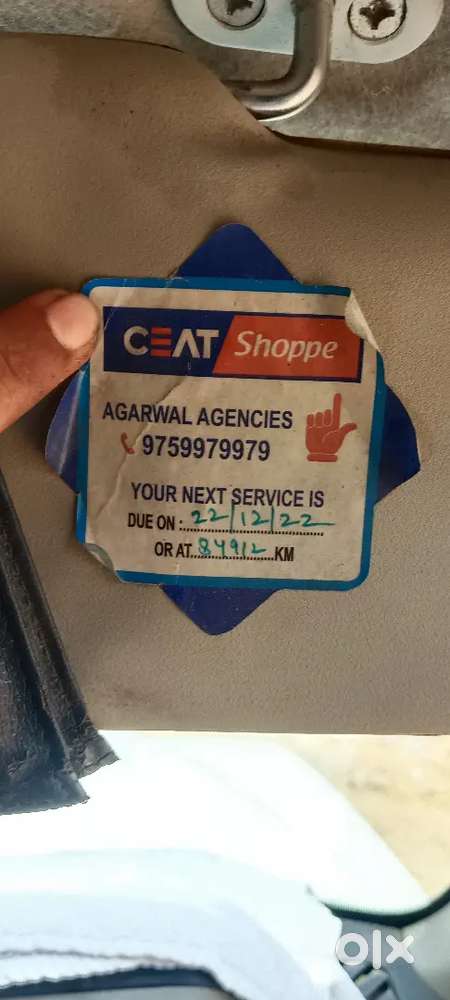 CEAT Shoppe
AGARWAL AGENCIES
9759979979
YOUR NEXT SERVICE IS
DUE ON : 22/12/22
OR AT 84912 KM
olx